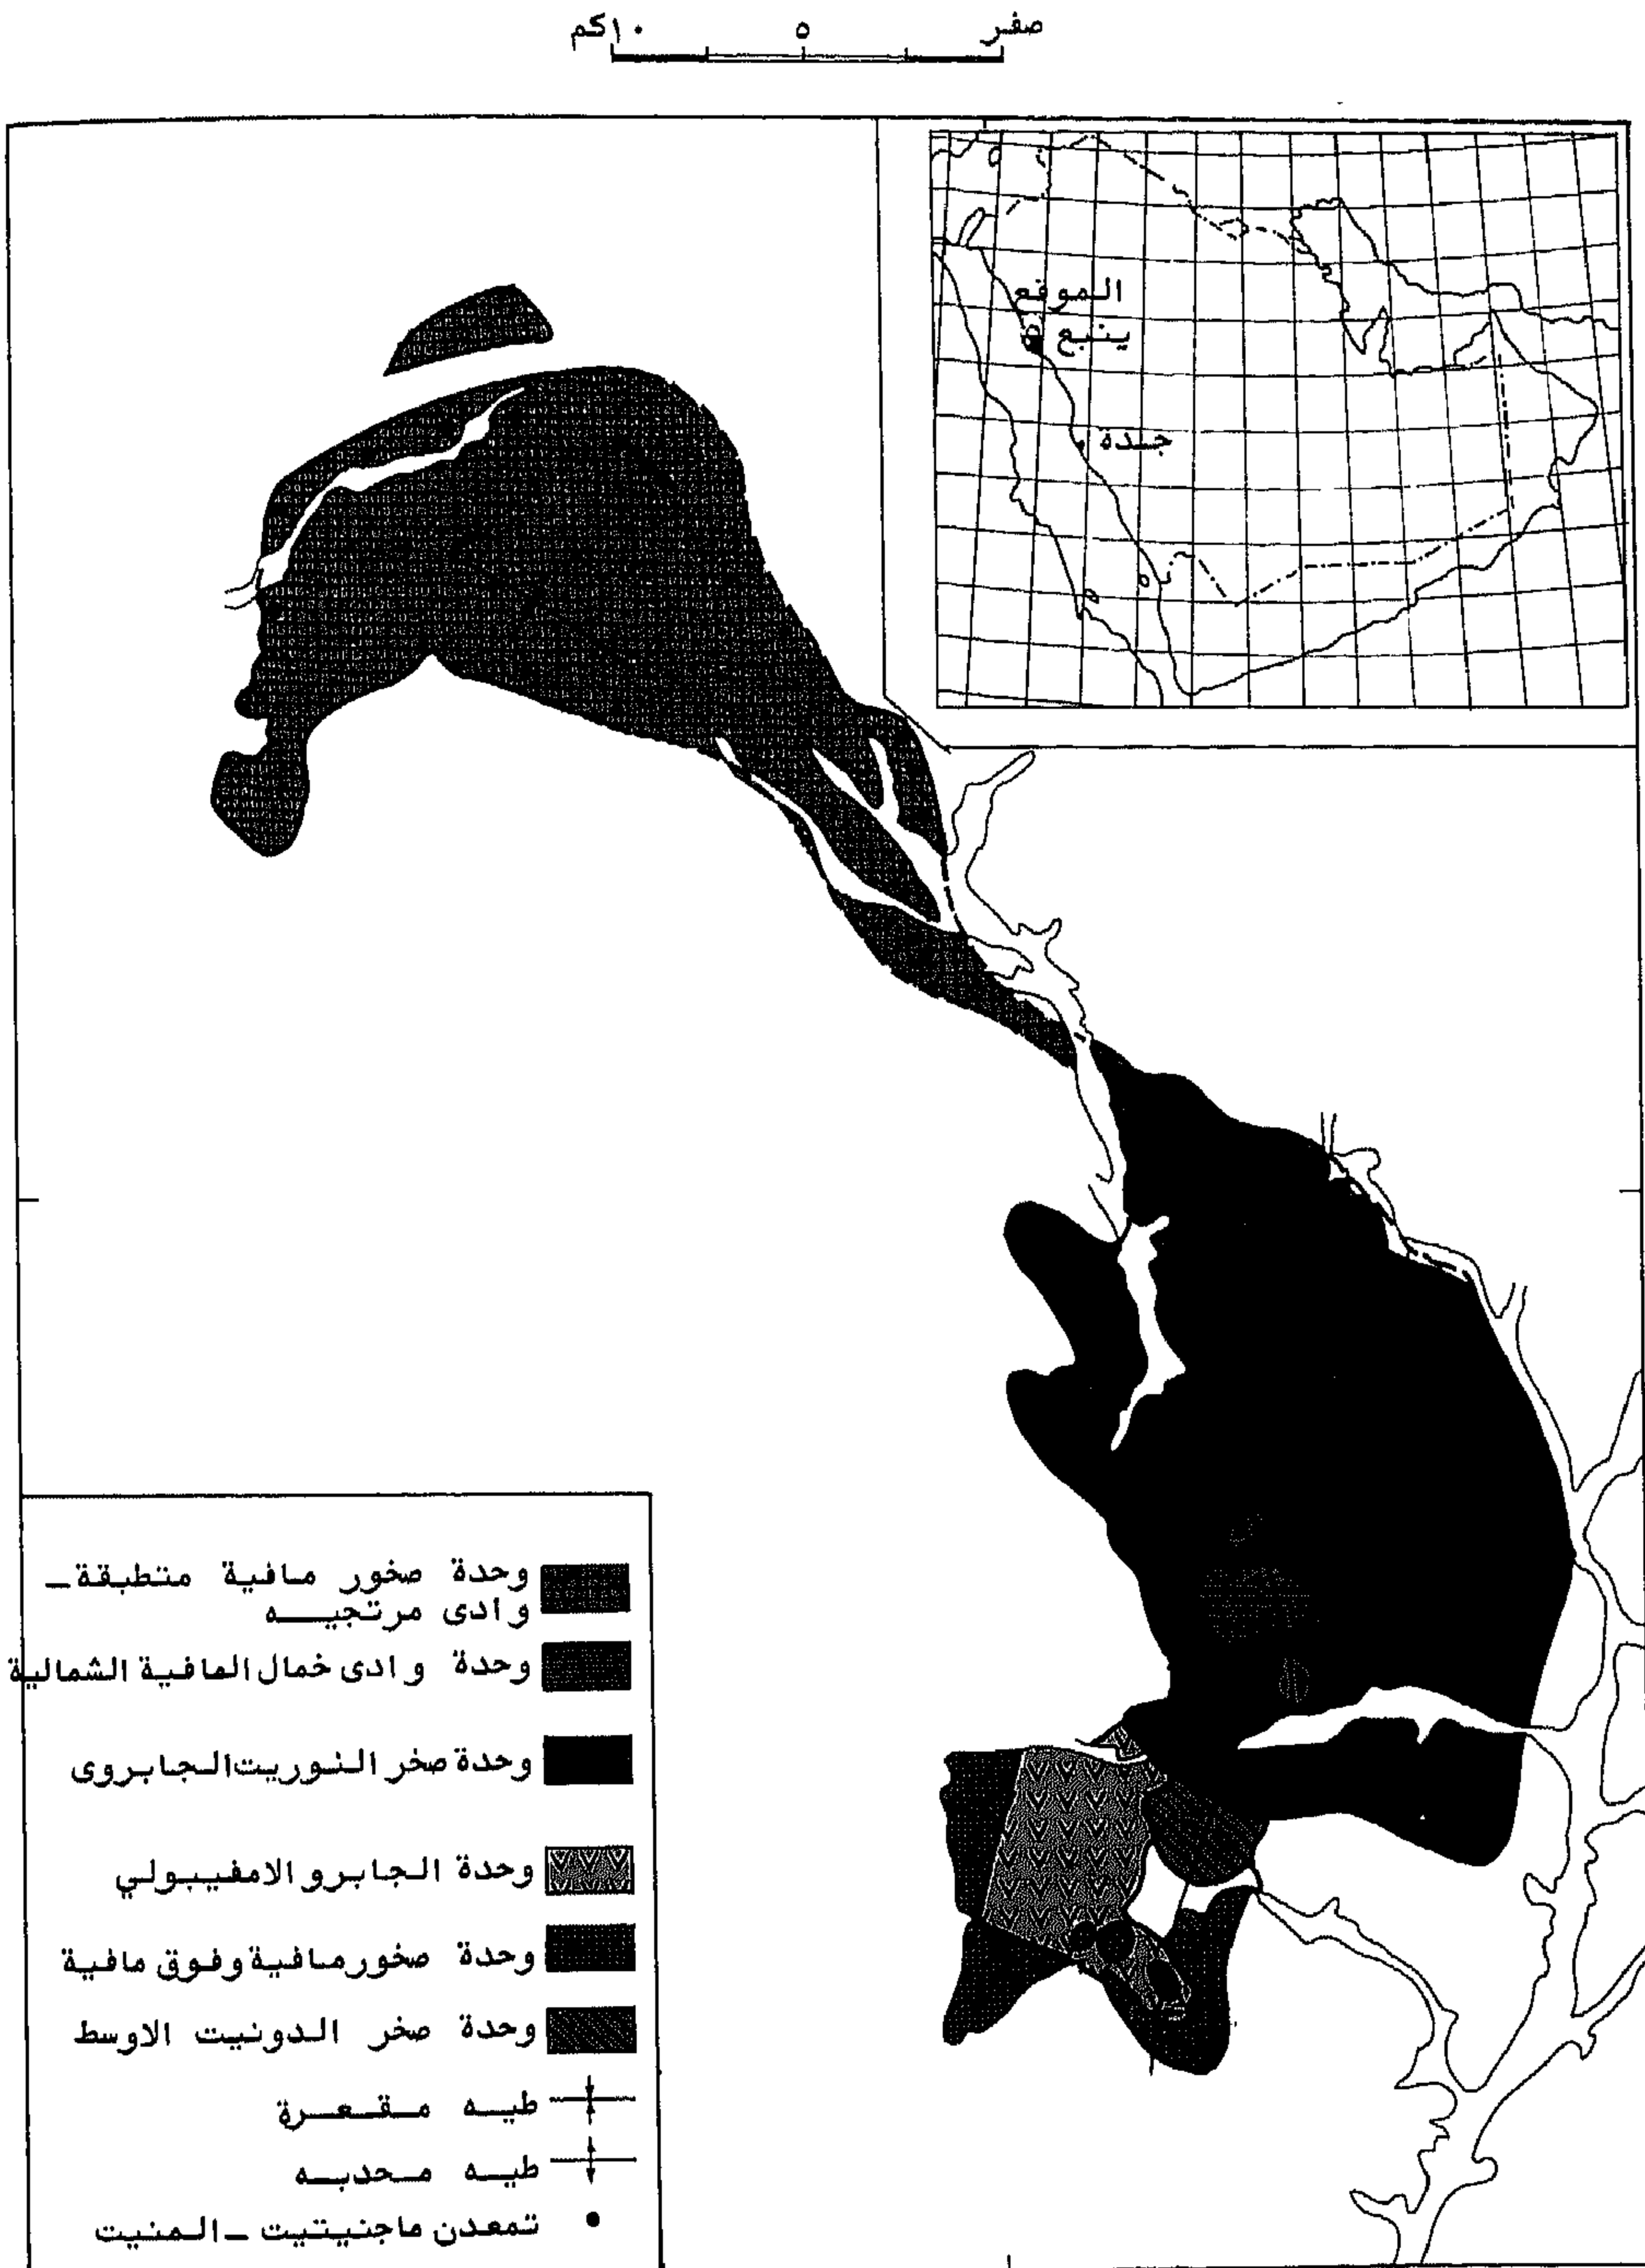 صفر ٥ ١٠كم
الموقع
ينبع
جدة
وحدة صخور مافية متطبقة_
وادى مرتجيه
وحدة وادى خمال المافية الشمالية
وحدة صخر النوريت الجابروى
وحدة الجابرو الامفيبولي
وحدة صخور مافية وفوق مافية
وحدة صخر الدونيت الاوسط
طيه مقعرة
طيه محدبه
تمعدن ماجنيتيت _ المنيت